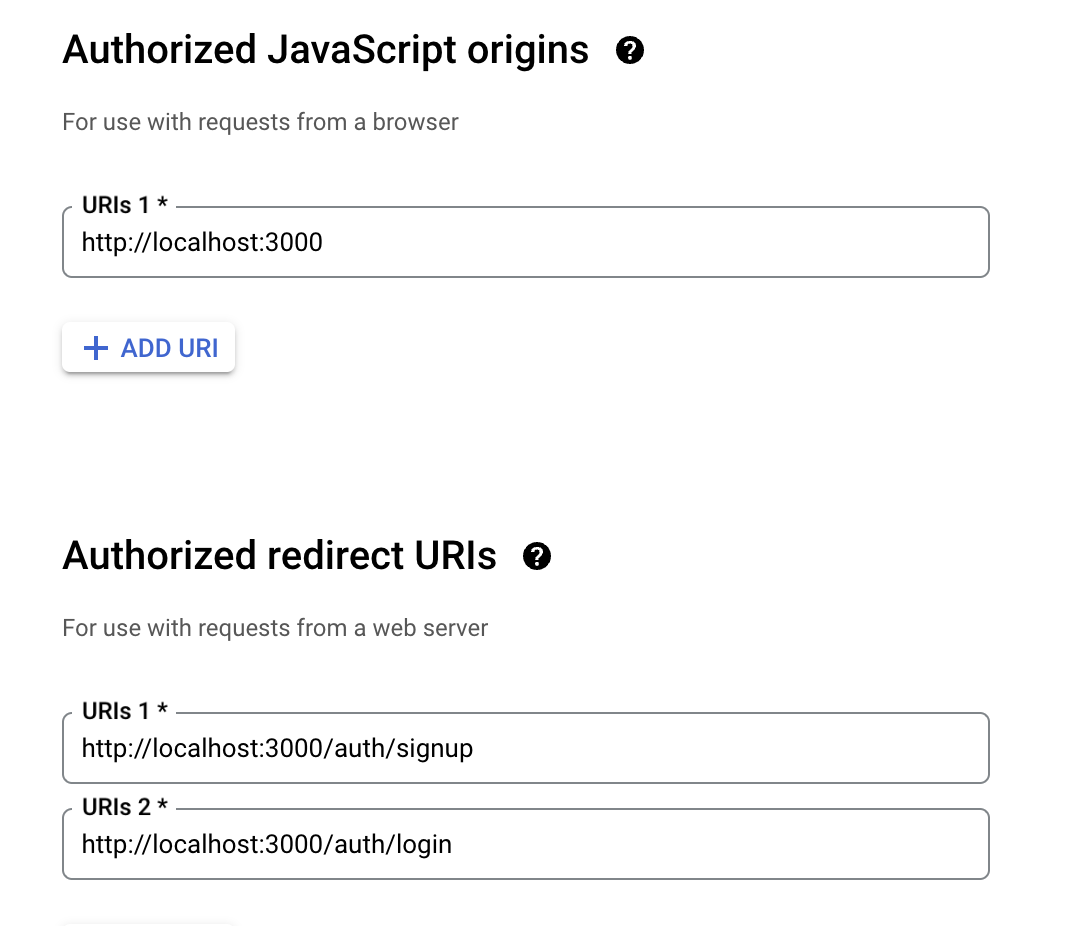 Authorized JavaScript origins
For use with requests from a browser
URIs 1 *
http://localhost:3000
ADD URI
Authorized redirect URIs
For use with requests from a web server
URIs 1 *
http://localhost:3000/auth/signup
URIs 2 *
http://localhost:3000/auth/login